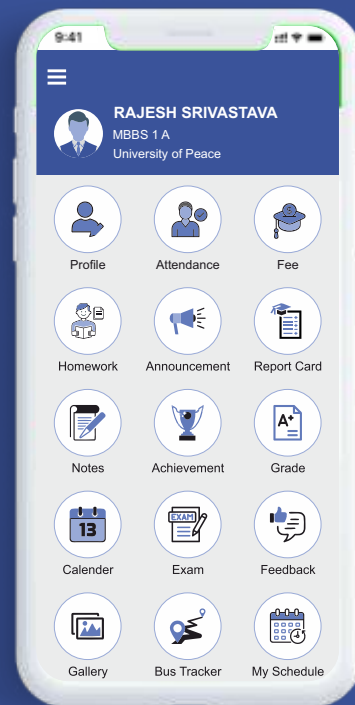 9:41
RAJESH SRIVASTAVA
MBBS 1 A
University of Peace
Profile Attendance Fee
Homework Announcement Report Card
A+
Notes Achievement Grade
13
EXAM
Calender Exam Feedback
Gallery Bus Tracker My Schedule